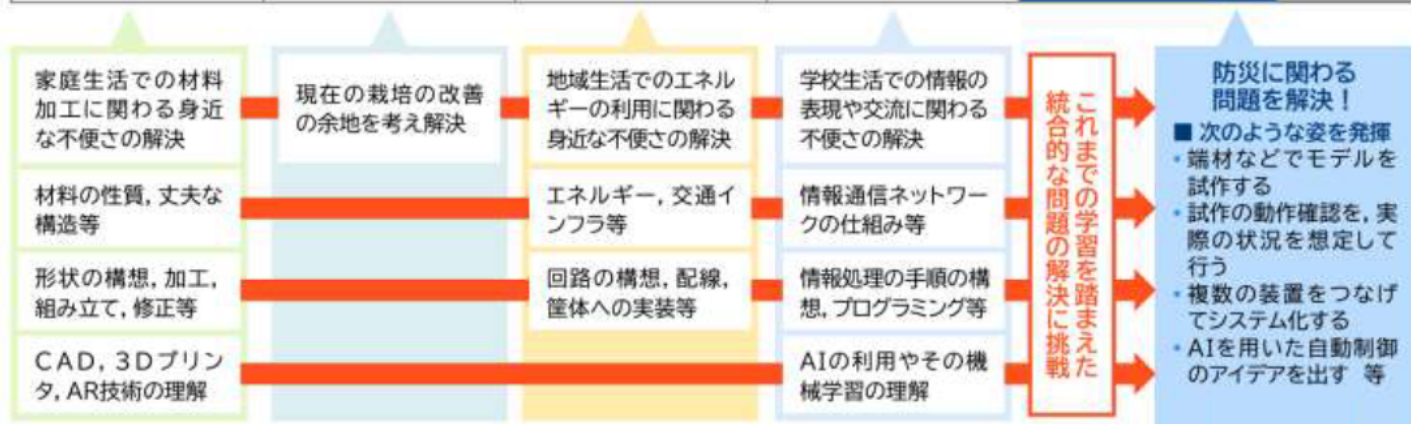 家庭生活での材料
加工に関わる身近
な不便さの解決
材料の性質,丈夫な
構造等
形状の構想,加工,
組み立て,修正等
CAD,3Dプリン
タ,AR技術の理解
現在の栽培の改善
の余地を考え解決
地域生活でのエネル
ギーの利用に関わる
身近な不便さの解決
エネルギー,交通イ
ンフラ等
回路の構想,配線,
筐体への実装等
学校生活での情報の
表現や交流に関わる
不便さの解決
情報通信ネットワー
クの仕組み等
情報処理の手順の構
想,プログラミング等
AIの利用やその機
械学習の理解
これまでの学習を踏まえた
統合的な問題の解決に挑戦
防災に関わる
問題を解決!
■ 次のような姿を発揮
・端材などでモデルを
試作する
・試作の動作確認を,実
際の状況を想定して
行う
・複数の装置をつなげ
てシステム化する
・AIを用いた自動制御
のアイデアを出す 等